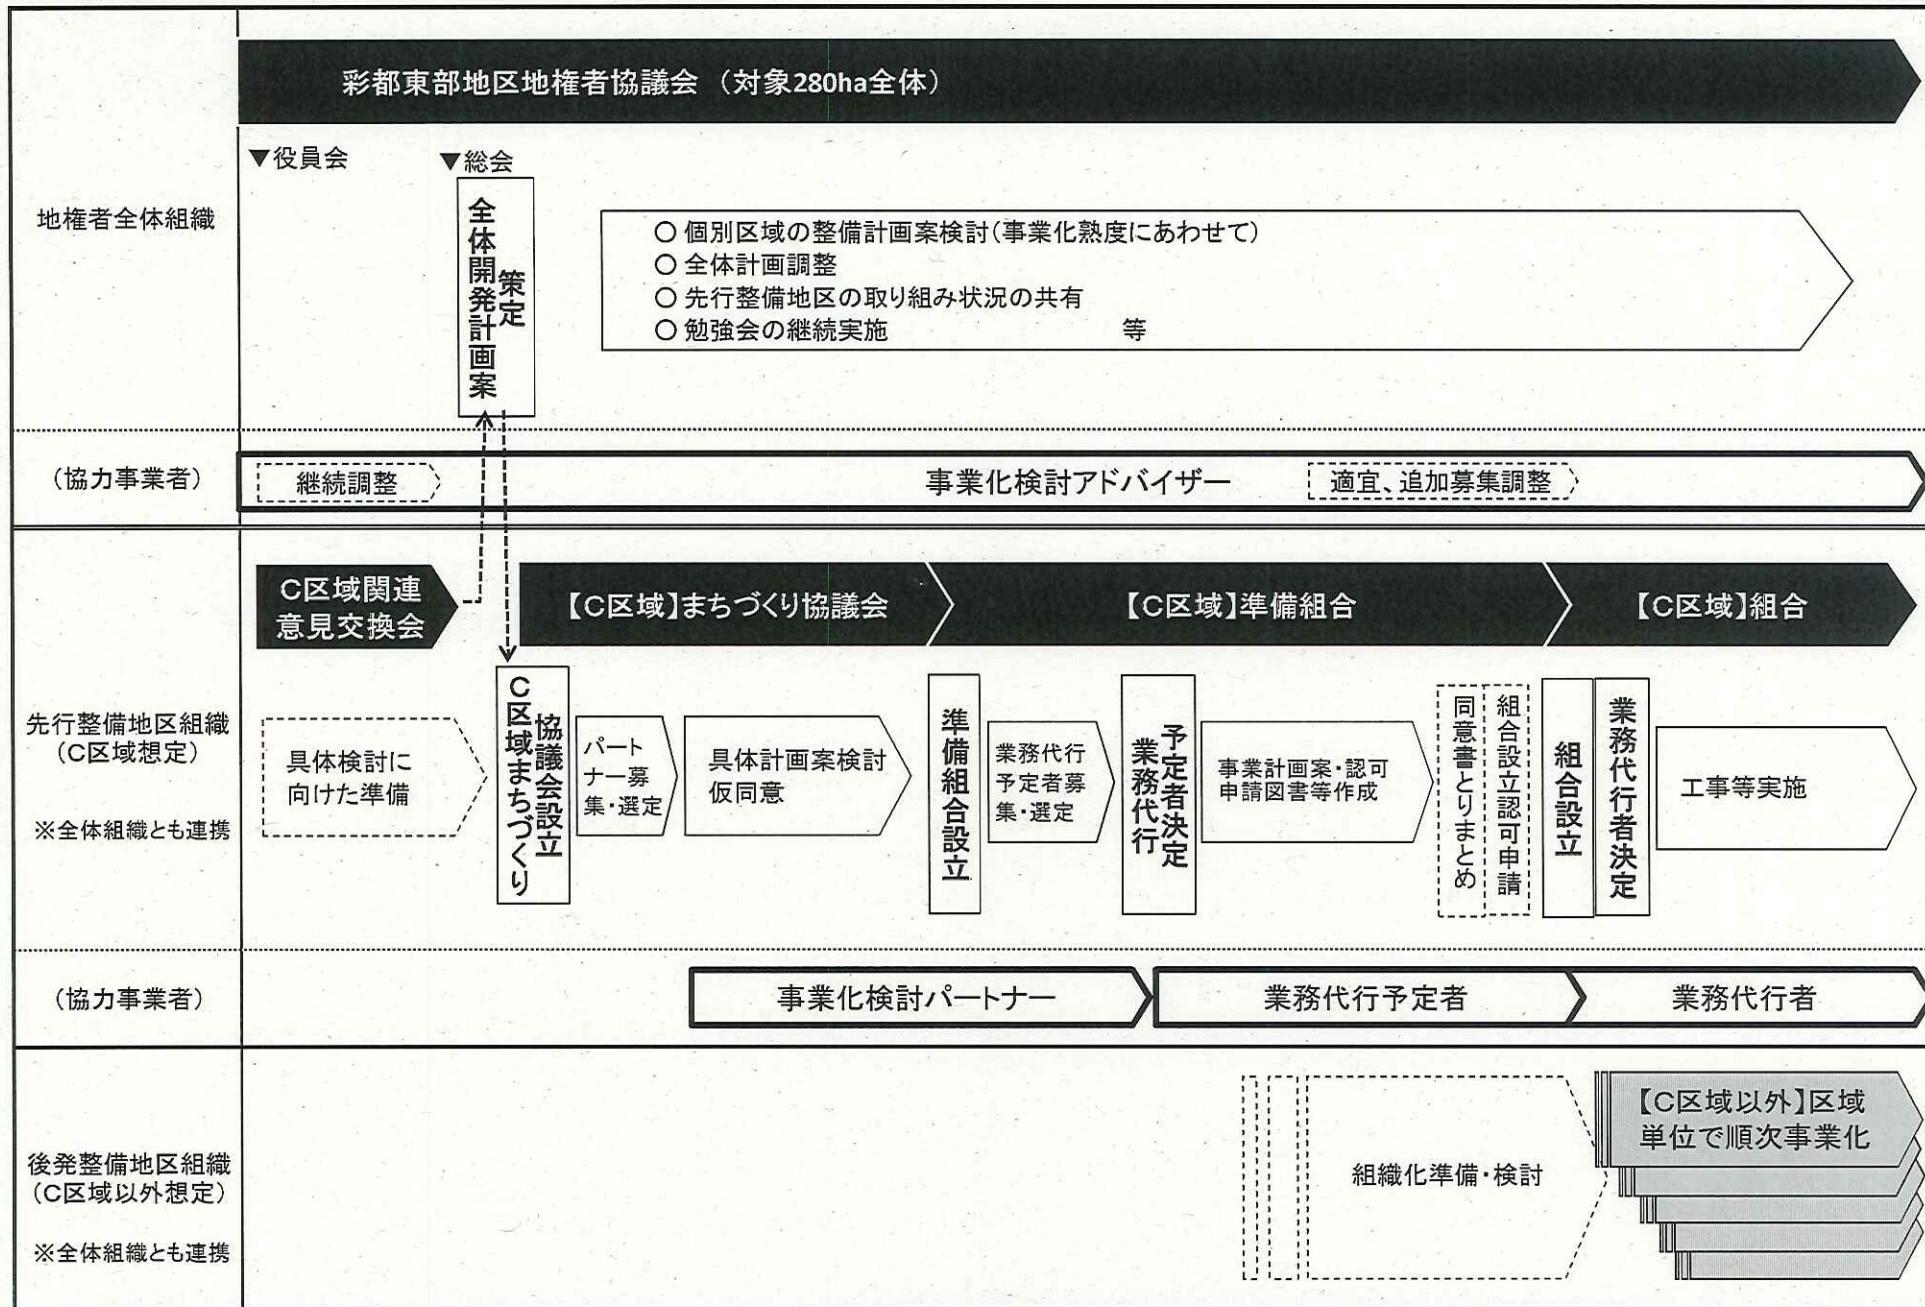 彩都東部地区地権者協議会 （対象280ha全体）
地権者全体組織
▼役員会
▼総会
全体開発計画案
策定
○ 個別区域の整備計画案検討（事業化熟度にあわせて）
○ 全体計画調整
○ 先行整備地区の取り組み状況の共有
○ 勉強会の継続実施 等
（協力事業者）
継続調整
事業化検討アドバイザー
適宜、追加募集調整
先行整備地区組織
（C区域想定）
※全体組織とも連携
C区域関連
意見交換会
【C区域】まちづくり協議会
【C区域】準備組合
【C区域】組合
具体検討に
向けた準備
C区域まちづくり
協議会設立
パート
ナー募
集・選定
具体計画案検討
仮同意
準備組合設立
業務代行
予定者募
集・選定
業務代行
予定者決定
事業計画案・認可
申請図書等作成
同意書とりまとめ
組合設立認可申請
組合設立
業務代行者決定
工事等実施
（協力事業者）
事業化検討パートナー
業務代行予定者
業務代行者
後発整備地区組織
（C区域以外想定）
※全体組織とも連携
組織化準備・検討
【C区域以外】区域
単位で順次事業化